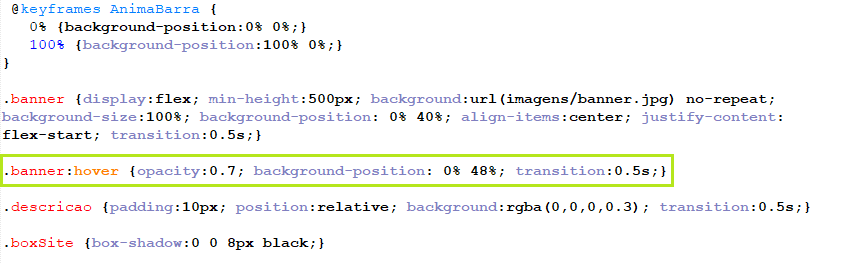 @keyframes AnimaBarra {
0% {background-position:0% 0%;}
100% {background-position:100% 0%;}
}
.banner {display:flex; min-height:500px; background:url(imagens/banner.jpg) no-repeat;
background-size:100%; background-position: 0% 40%; align-items:center; justify-content:
flex-start; transition:0.5s;}
.banner:hover {opacity:0.7; background-position: 0% 48%; transition:0.5s;}
.descricao {padding:10px; position:relative; background:rgba(0,0,0,0.3); transition:0.5s;}
.boxSite {box-shadow:0 0 8px black;}